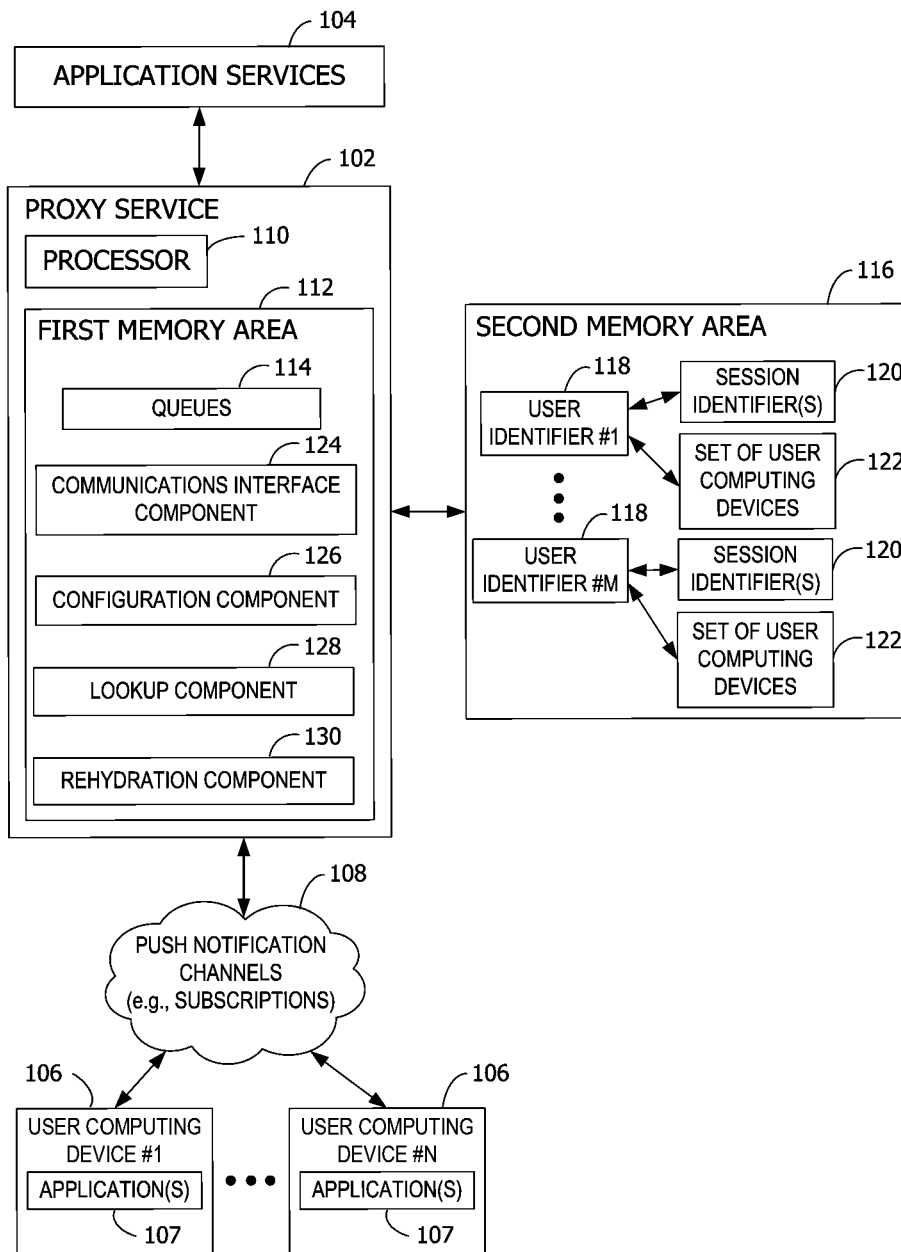 104
APPLICATION SERVICES
102
PROXY SERVICE
110
PROCESSOR
112
FIRST MEMORY AREA
114
QUEUES
124
COMMUNICATIONS INTERFACE
COMPONENT
126
CONFIGURATION COMPONENT
128
LOOKUP COMPONENT
130
REHYDRATION COMPONENT
116
SECOND MEMORY AREA
118
USER
IDENTIFIER #1
SESSION
IDENTIFIER(S)
120
SET OF USER
COMPUTING
DEVICES
122
118
USER
IDENTIFIER #M
SESSION
IDENTIFIER(S)
120
SET OF USER
COMPUTING
DEVICES
122
108
PUSH NOTIFICATION
CHANNELS
(e.g., SUBSCRIPTIONS)
106
USER COMPUTING
DEVICE #1
APPLICATION(S)
107
106
USER COMPUTING
DEVICE #N
APPLICATION(S)
107